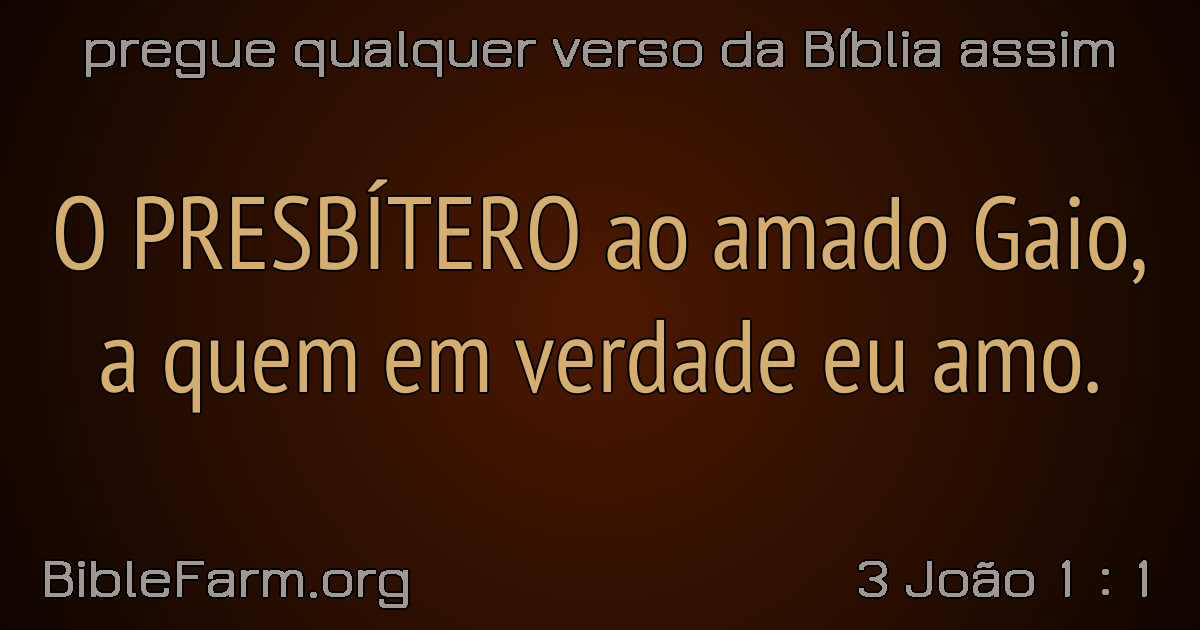 pregue qualquer verso da Bíblia assim
O PRESBÍTERO ao amado Gaio,
a quem em verdade eu amo.
BibleFarm.org
3 João 1 : 1